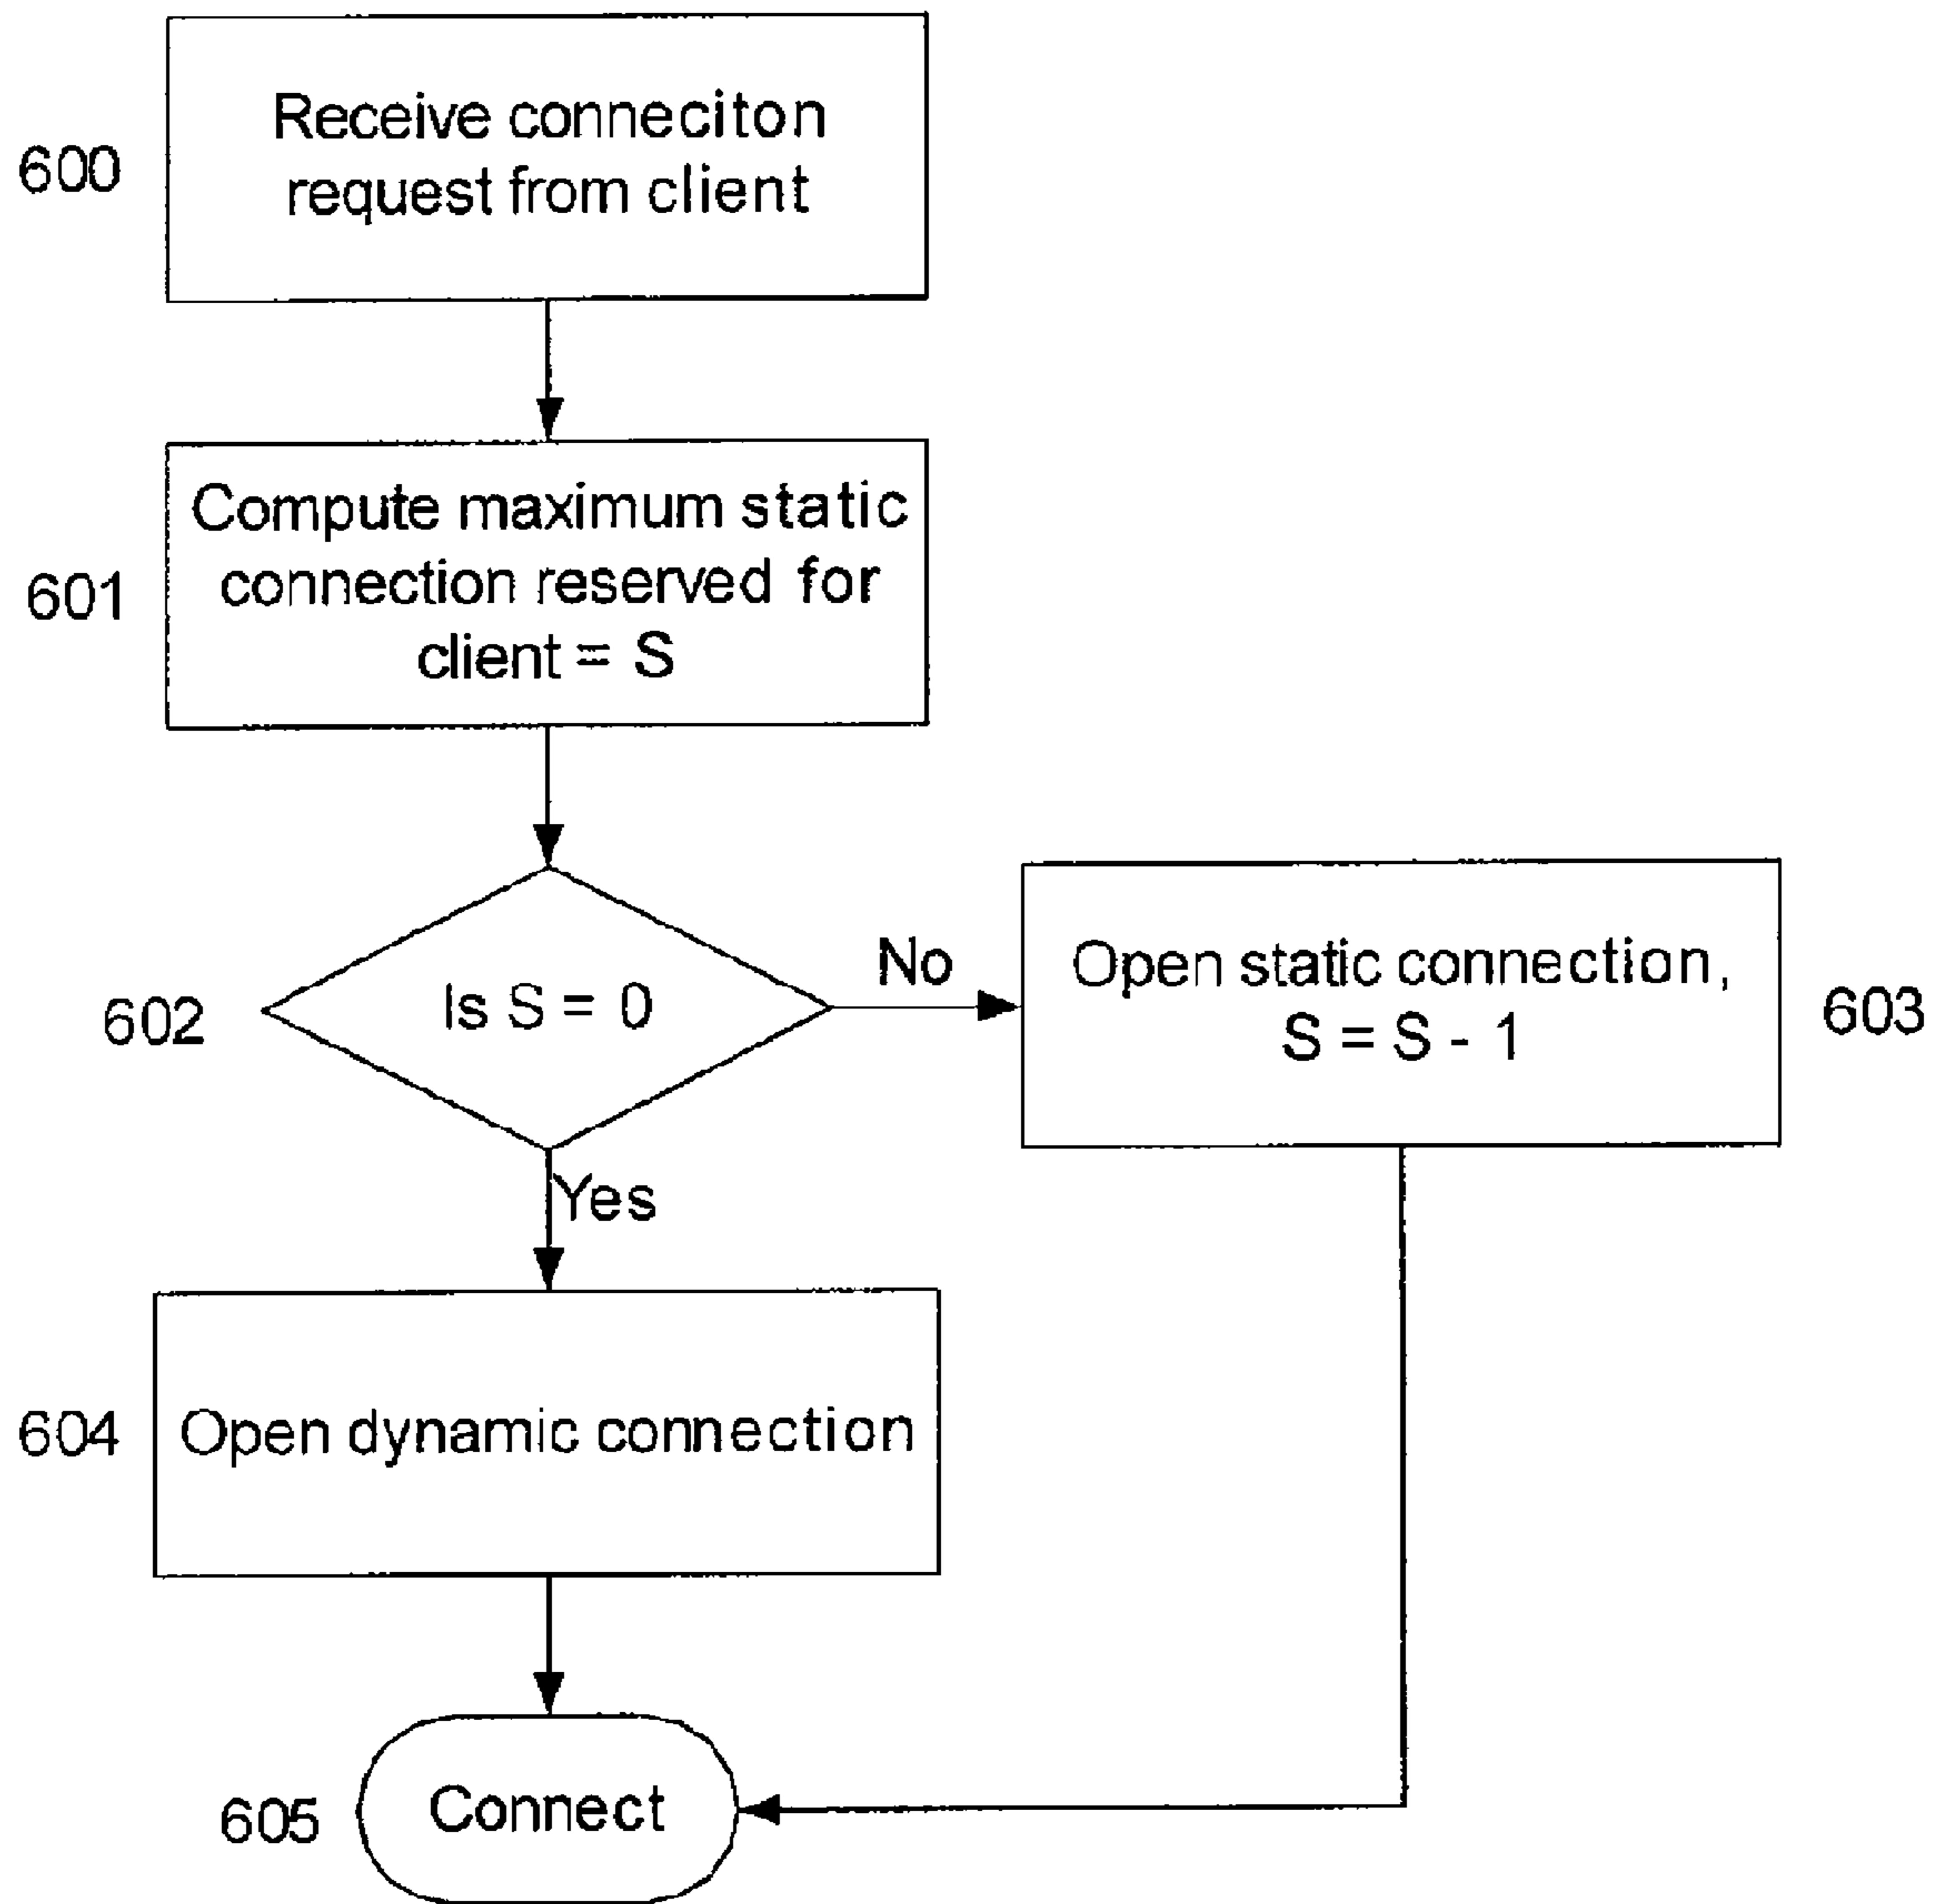 600
Receive conneciton
request from client
601
Compute maximum static
connection reserved for
client = S
602
Is S = 0
No
Open static connection,
S = S - 1
603
Yes
604
Open dynamic connection
605
Connect